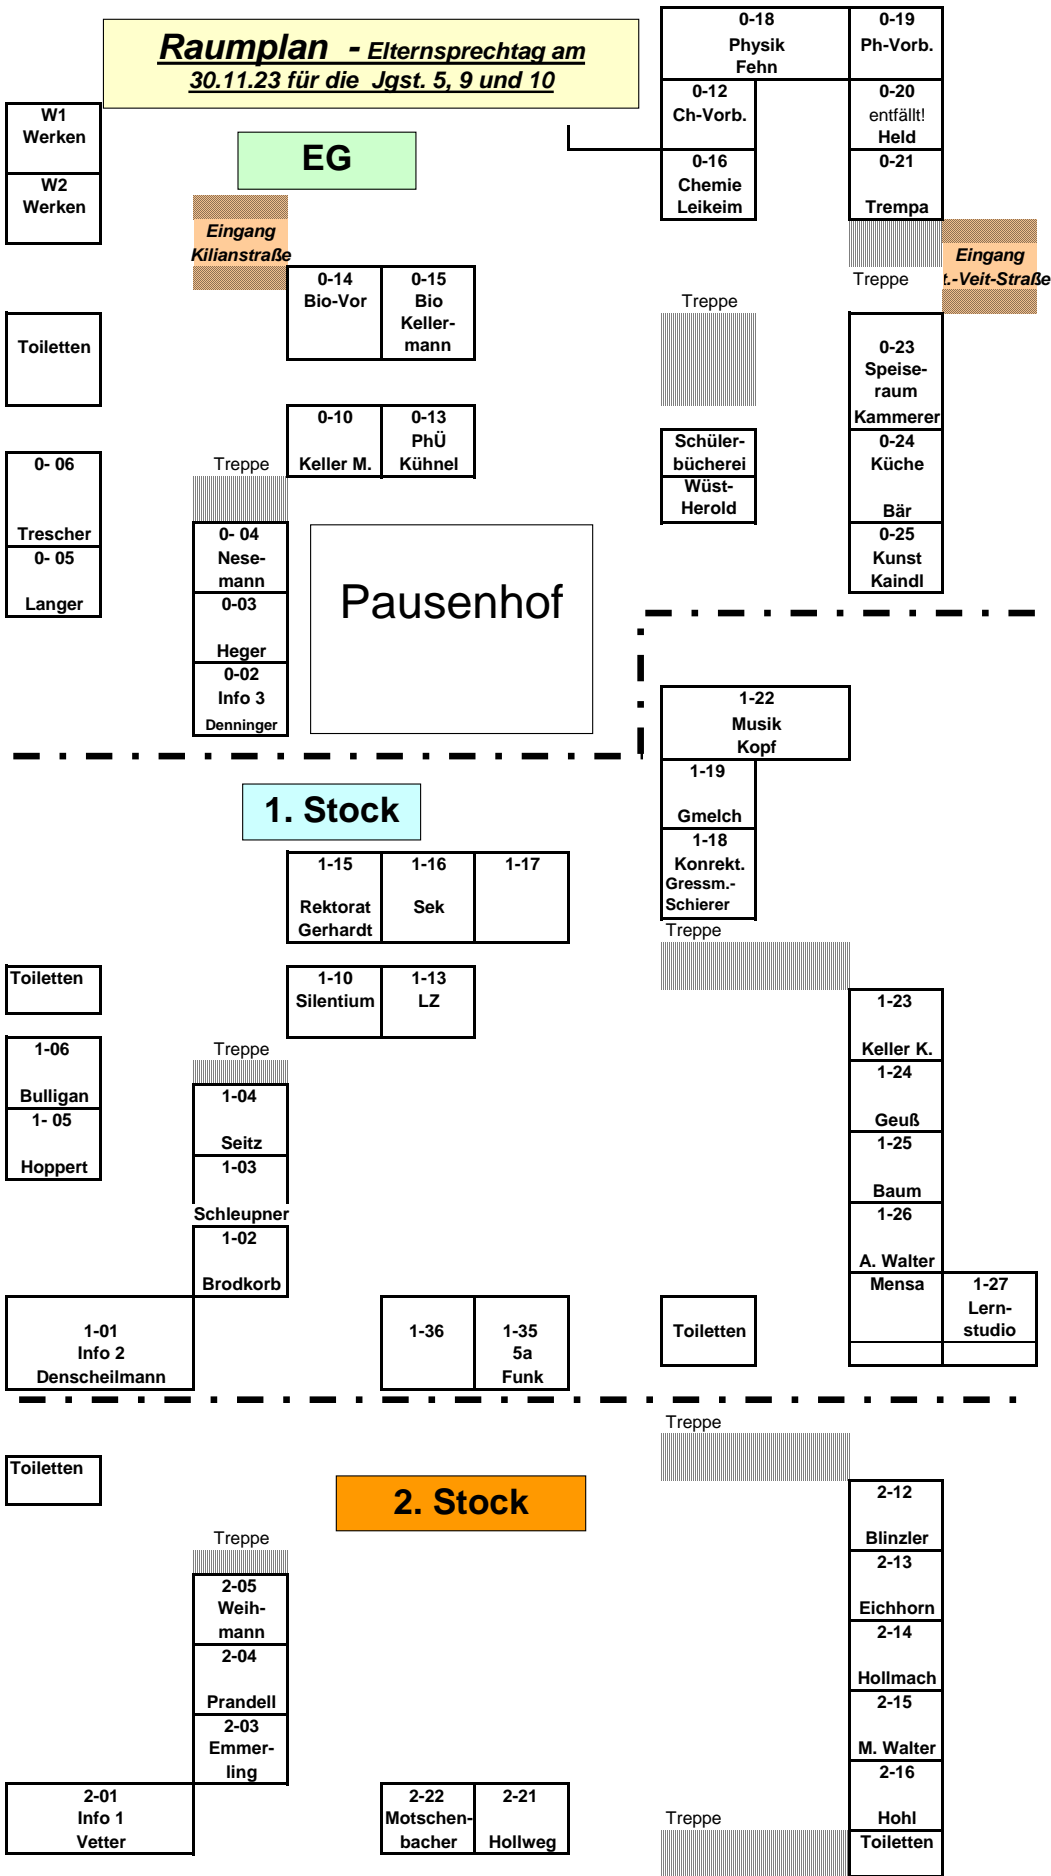 Raumplan - Elternsprechtag am
30.11.23 für die Jgst. 5, 9 und 10
EG
W1
Werken
W2
Werken
Eingang
Kilianstraße
0-14
Bio-Vor
0-15
Bio
Keller-
mann
Toiletten
0-10
Keller M.
0-13
PhÜ
Kühnel
0- 06
Trescher
0- 05
Langer
Treppe
0- 04
Nese-
mann
0-03
Heger
0-02
Info 3
Denninger
Pausenhof
0-18
Physik
Fehn
0-19
Ph-Vorb.
0-12
Ch-Vorb.
0-20
entfällt!
Held
0-16
Chemie
Leikeim
0-21
Trempa
Treppe
Eingang
t.-Veit-Straße
Treppe
0-23
Speise-
raum
Kammerer
Schüler-
bücherei
Wüst-
Herold
0-24
Küche
Bär
0-25
Kunst
Kaindl
1. Stock
1-22
Musik
Kopf
1-19
Gmelch
1-18
Konrekt.
Gressm.-
Schierer
Treppe
1-15
Rektorat
Gerhardt
1-16
Sek
1-17
Toiletten
1-10
Silentium
1-13
LZ
1-06
Bulligan
1- 05
Hoppert
Treppe
1-04
Seitz
1-03
Schleupner
1-02
Brodkorb
1-01
Info 2
Denscheilmann
1-36
1-35
5a
Funk
Toiletten
1-23
Keller K.
1-24
Geuß
1-25
Baum
1-26
A. Walter
Mensa
1-27
Lern-
studio
2. Stock
Treppe
Toiletten
Treppe
2-05
Weih-
mann
2-04
Prandell
2-03
Emmer-
ling
2-01
Info 1
Vetter
2-22
Motschen-
bacher
2-21
Hollweg
2-12
Blinzler
2-13
Eichhorn
2-14
Hollmach
2-15
M. Walter
2-16
Hohl
Treppe
Toiletten